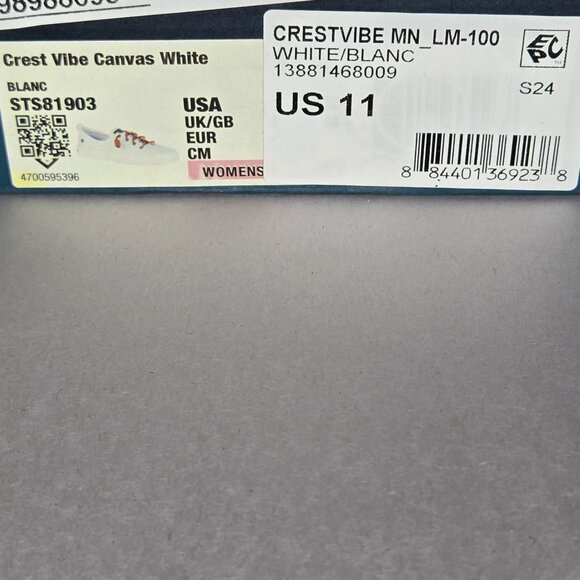 Crest Vibe Canvas White
BLANC
STS81903
4700595396
USA
UK/GB
EUR
CM
WOMENS
CRESTVIBE MN_LM-100
WHITE/BLANC
13881468009
US 11
EPC
S24
8 84401 36923 8